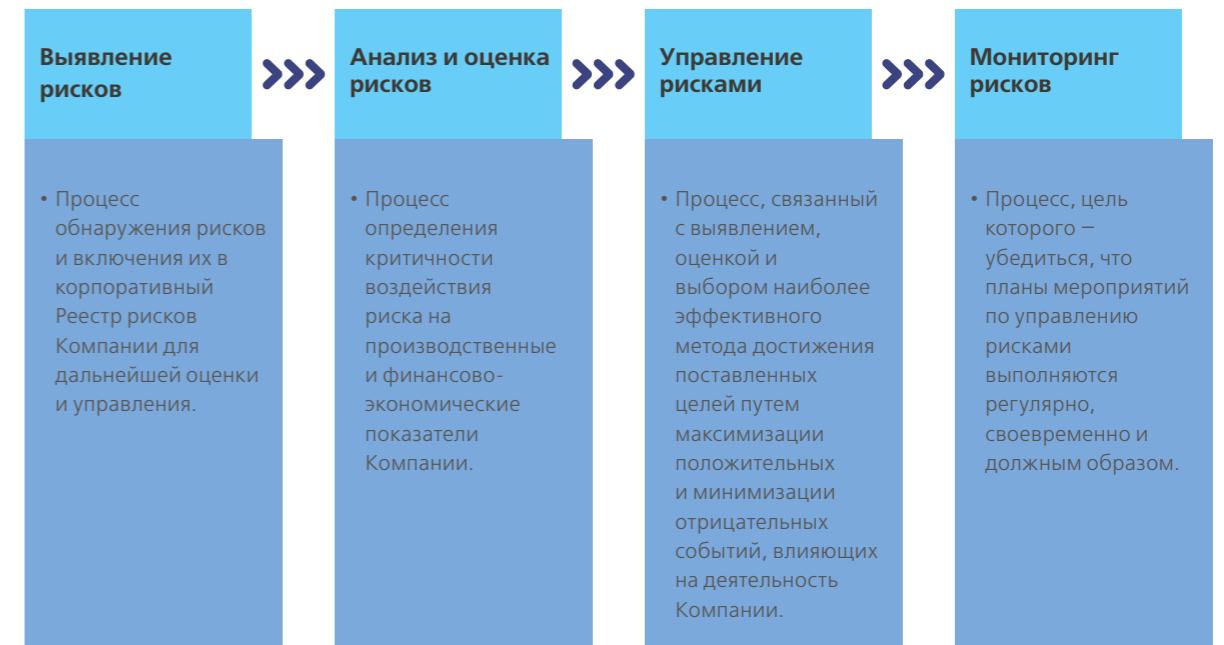 Выявление
рисков
• Процесс
обнаружения рисков
и включения их в
корпоративный
Реестр рисков
Компании для
дальнейшей оценки
и управления.
Анализ и оценка
рисков
• Процесс
определения
критичности
воздействия
риска на
производственные
и финансово-
экономические
показатели
Компании.
Управление
рисками
• Процесс, связанный
с выявлением,
оценкой и
выбором наиболее
эффективного
метода достижения
поставленных
целей путем
максимизации
положительных
и минимизации
отрицательных
событий, влияющих
на деятельность
Компании.
Мониторинг
рисков
• Процесс, цель
которого –
убедиться, что
планы мероприятий
по управлению
рисками
выполняются
регулярно,
своевременно и
должным образом.